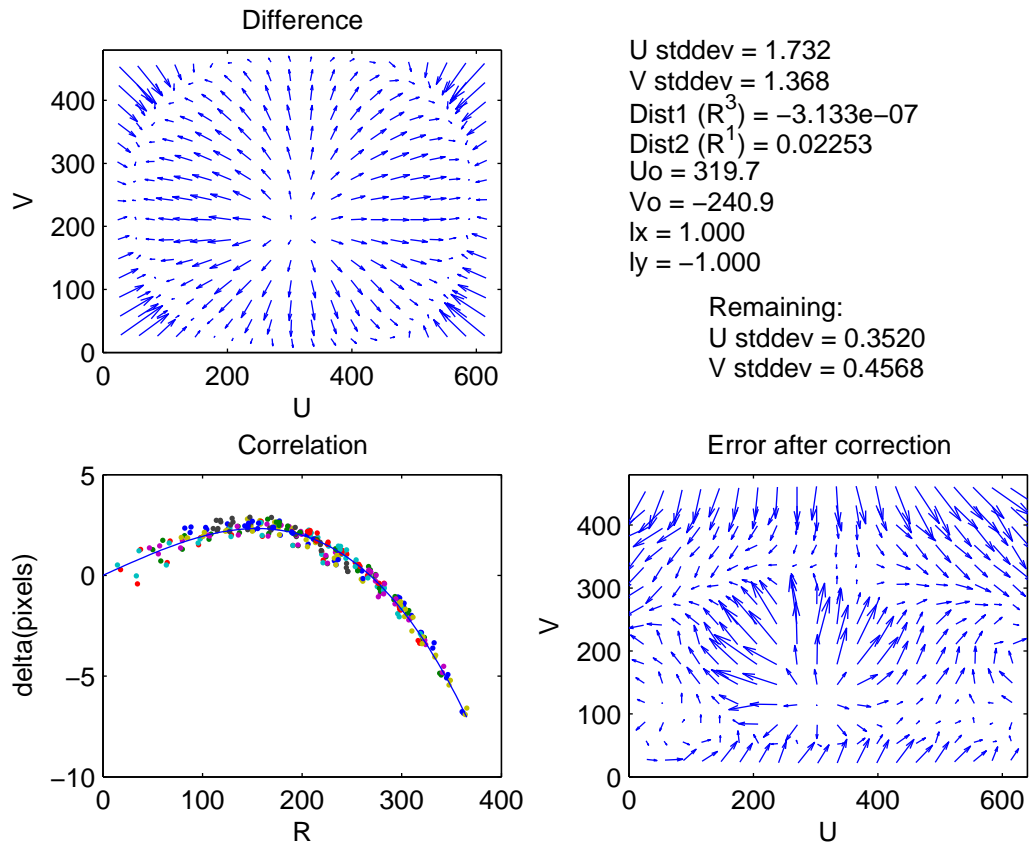 Difference
400
300
200
100
0
V
0 200 400 600
U
U stddev = 1.732
V stddev = 1.368
Dist1 (R^3) = −3.133e−07
Dist2 (R^1) = 0.02253
Uo = 319.7
Vo = −240.9
lx = 1.000
ly = −1.000
Remaining:
U stddev = 0.3520
V stddev = 0.4568
Correlation
5
0
−5
−10
delta(pixels)
0 100 200 300 400
R
Error after correction
400
300
200
100
0
V
0 200 400 600
U